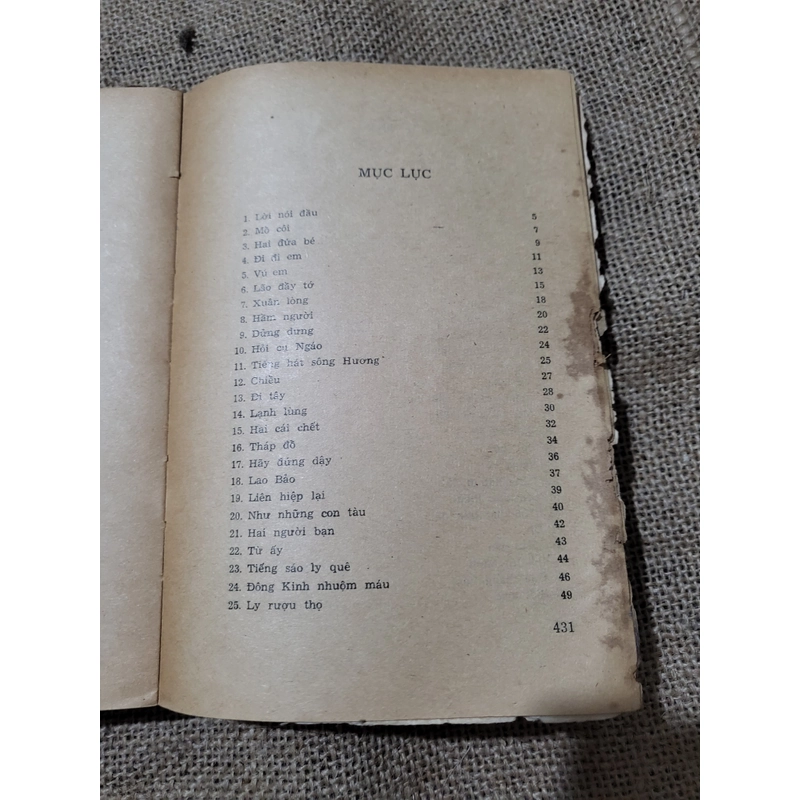 MỤC LỤC
1. Lời nói đầu 5
2. Mồ côi 7
3. Hai đứa bé 9
4. Đi đi em 11
5. Vú em 13
6. Lão đầy tớ 15
7. Xuân lòng 18
8. Hầm người 20
9. Dửng dưng 22
10. Hỏi cụ Ngáo 24
11. Tiếng hát sông Hương 25
12. Chiều 27
13. Đi tây 28
14. Lạnh lùng 30
15. Hai cái chết 32
16. Tháp đổ 34
17. Hãy đứng dậy 36
18. Lao Bảo 37
19. Liên hiệp lại 39
20. Như những con tàu 40
21. Hai người bạn 42
22. Từ ấy 43
23. Tiếng sáo ly quê 44
24. Đông Kinh nhuộm máu 46
25. Ly rượu thọ 49
431